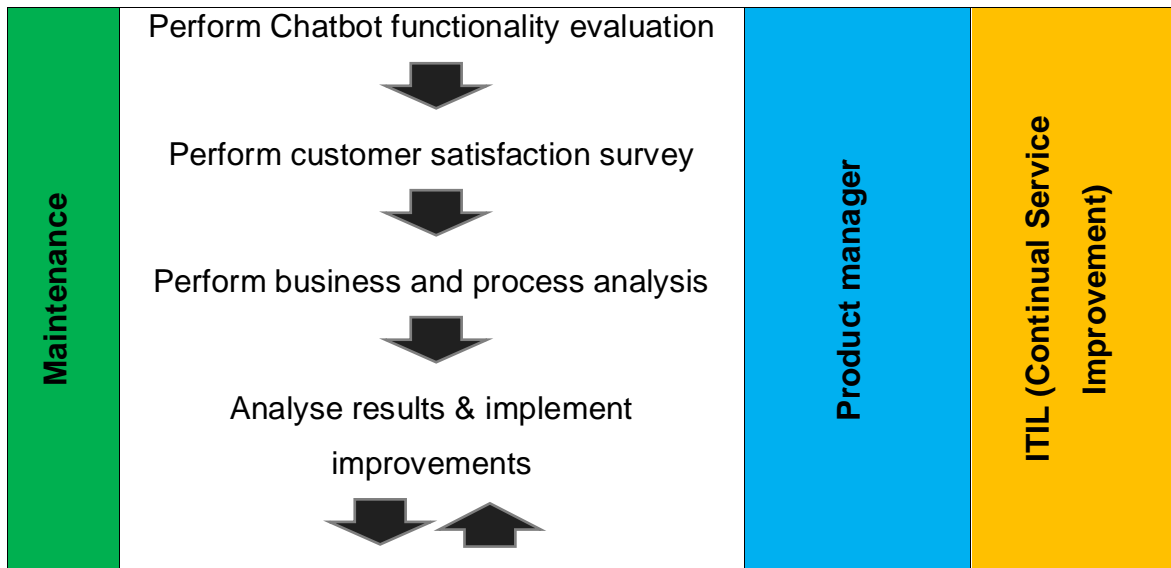 Maintenance
Perform Chatbot functionality evaluation
Perform customer satisfaction survey
Perform business and process analysis
Analyse results & implement
improvements
Product manager
ITIL (Continual Service
Improvement)